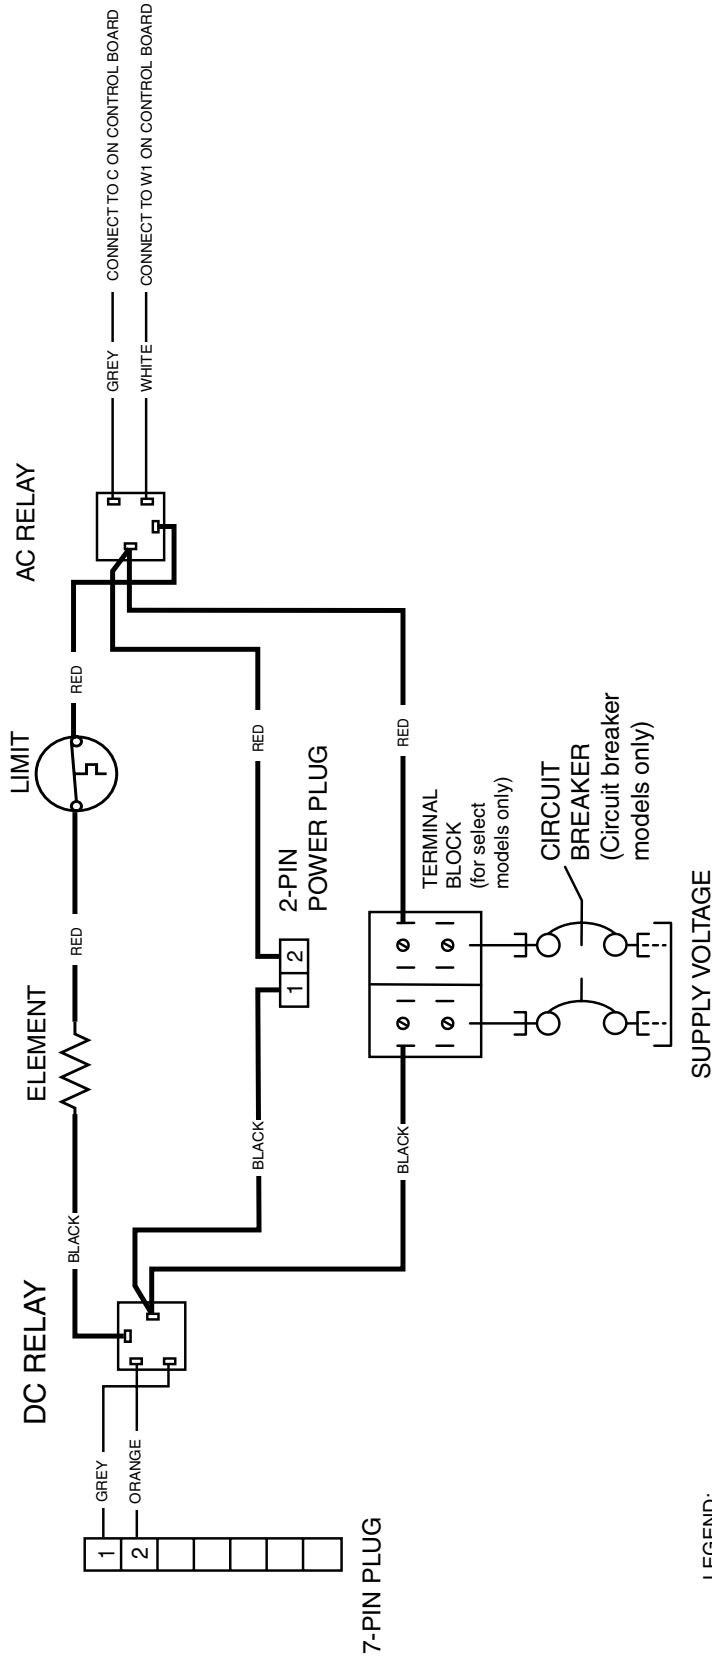 DC RELAY
ELEMENT
LIMIT
AC RELAY
BLACK
RED
RED
GREY
CONNECT TO C ON CONTROL BOARD
WHITE
CONNECT TO W1 ON CONTROL BOARD
GREY
ORANGE
1
2
7-PIN PLUG
BLACK
RED
1
2
2-PIN
POWER PLUG
BLACK
RED
TERMINAL
BLOCK
(for select
models only)
CIRCUIT
BREAKER
(Circuit breaker
models only)
SUPPLY VOLTAGE
LEGEND: